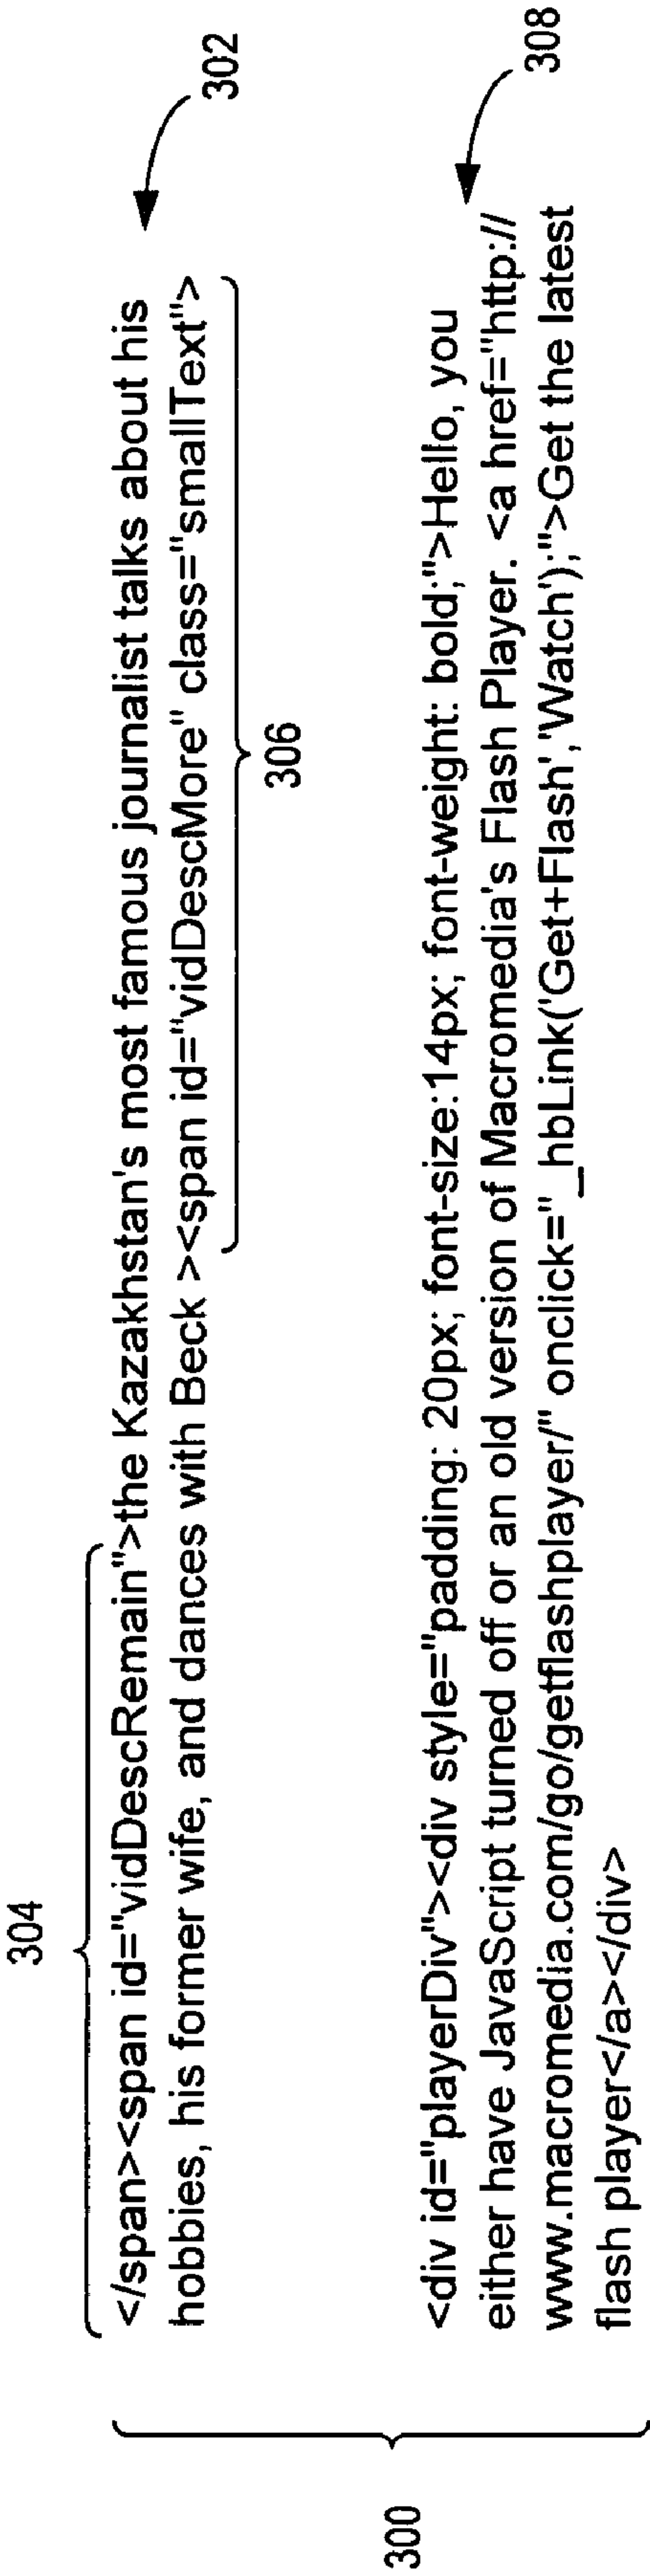 304
</span><span id="vidDescRemain">the Kazakhstan's most famous journalist talks about his
hobbies, his former wife, and dances with Beck ><span id="vidDescMore" class="smallText">
302
306
300
<div id="playerDiv"><div style="padding: 20px; font-size:14px; font-weight: bold;">Hello, you
either have JavaScript turned off or an old version of Macromedia's Flash Player. <a href="http://
www.macromedia.com/go/getflashplayer/" onclick="_hbLink('Get+Flash','Watch');">Get the latest
flash player</a></div>
308